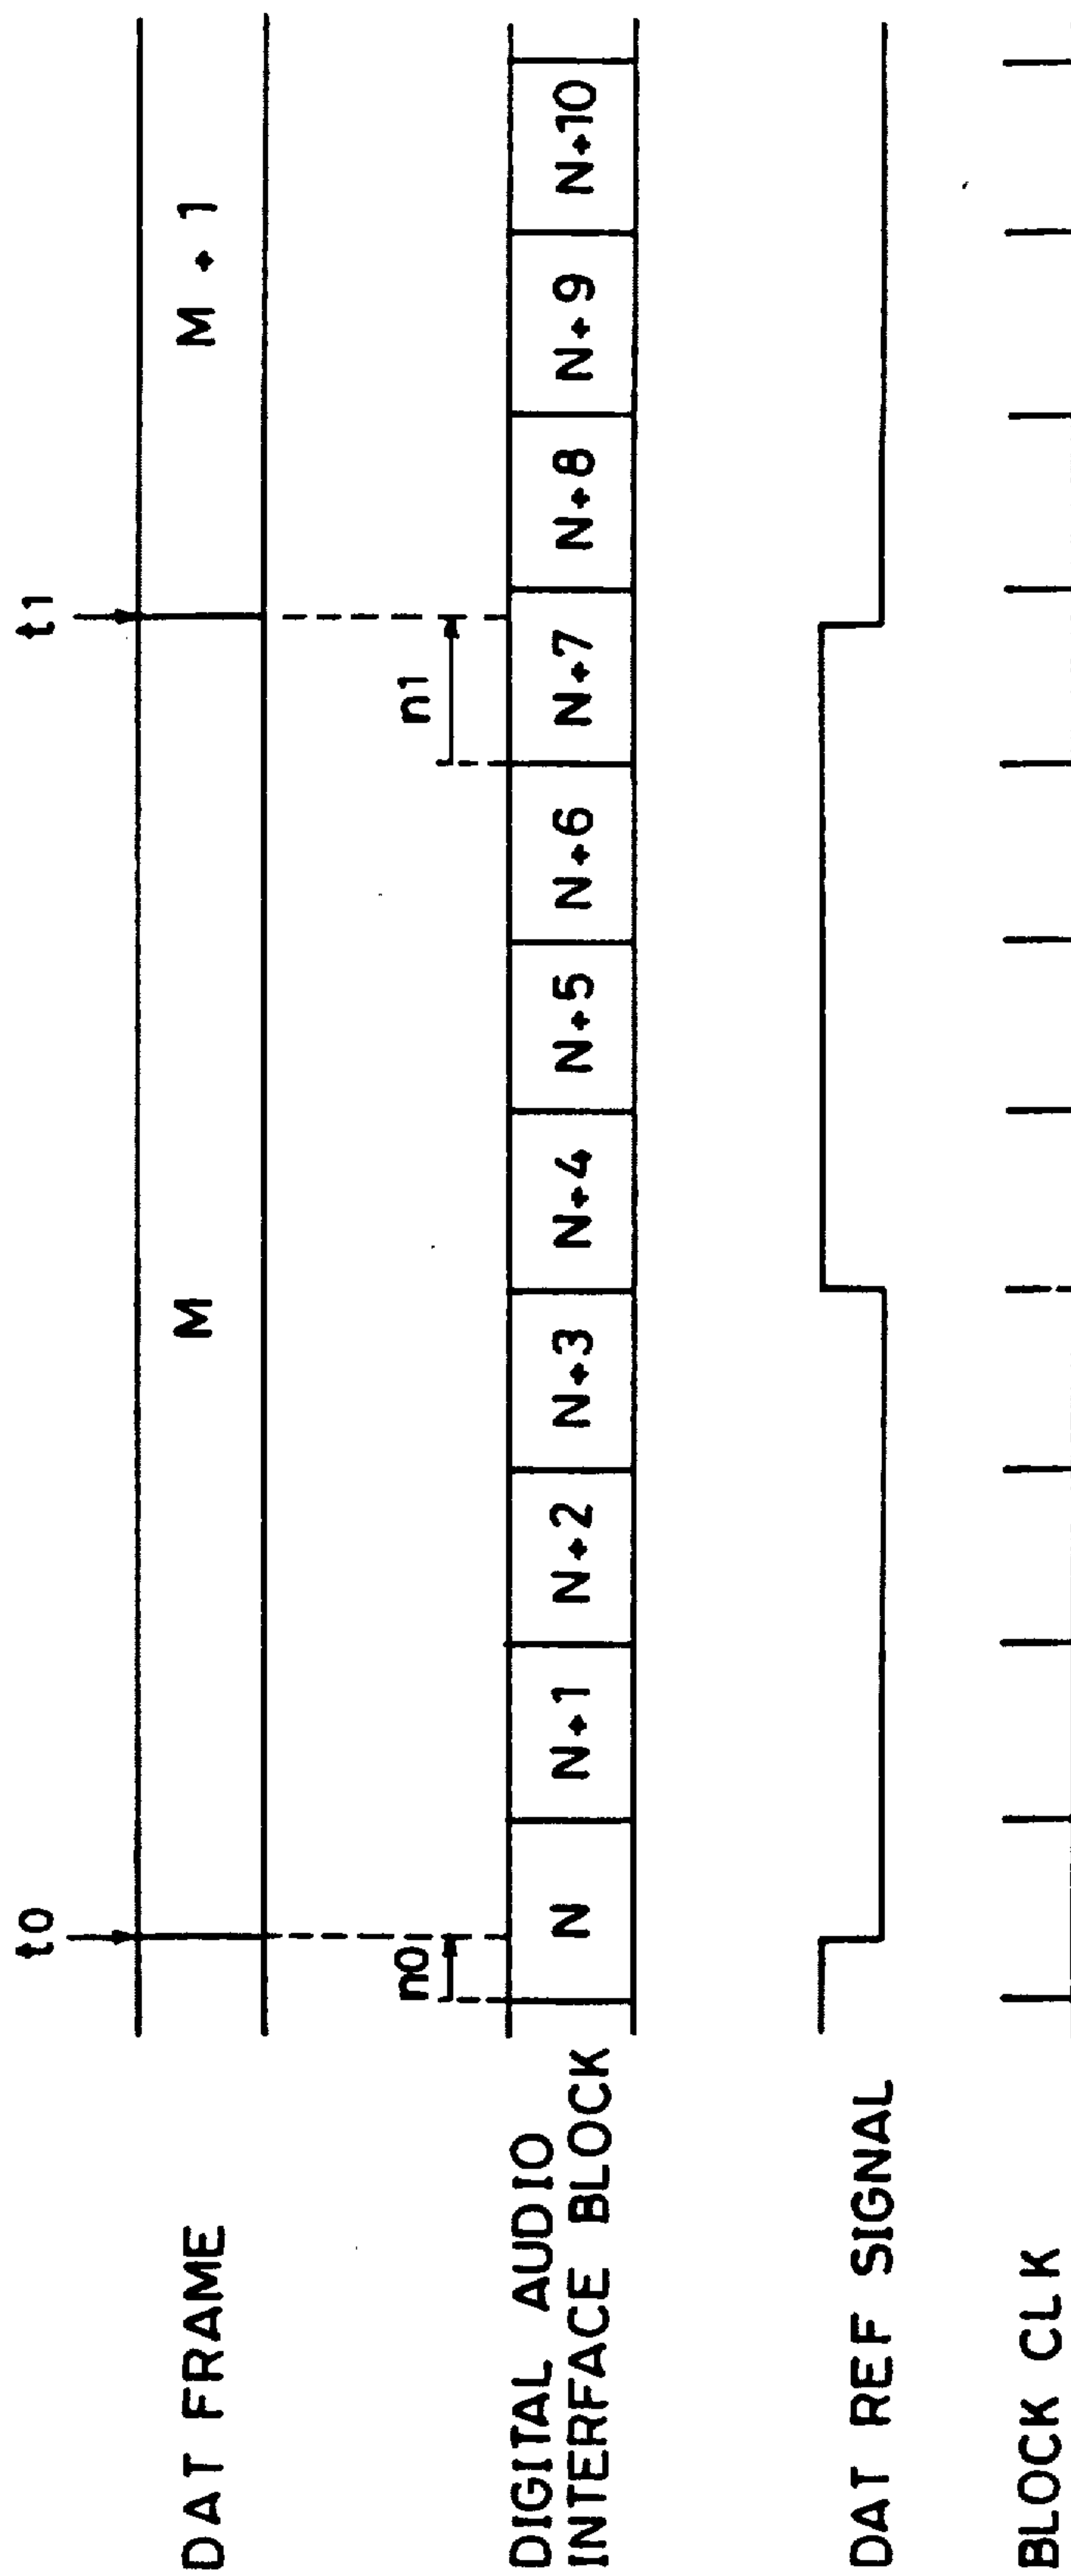 t0
t1
DAT FRAME
M
M + 1
n0
n1
DIGITAL AUDIO
INTERFACE BLOCK
N
N+1
N+2
N+3
N+4
N+5
N+6
N+7
N+8
N+9
N+10
DAT REF SIGNAL
BLOCK CLK